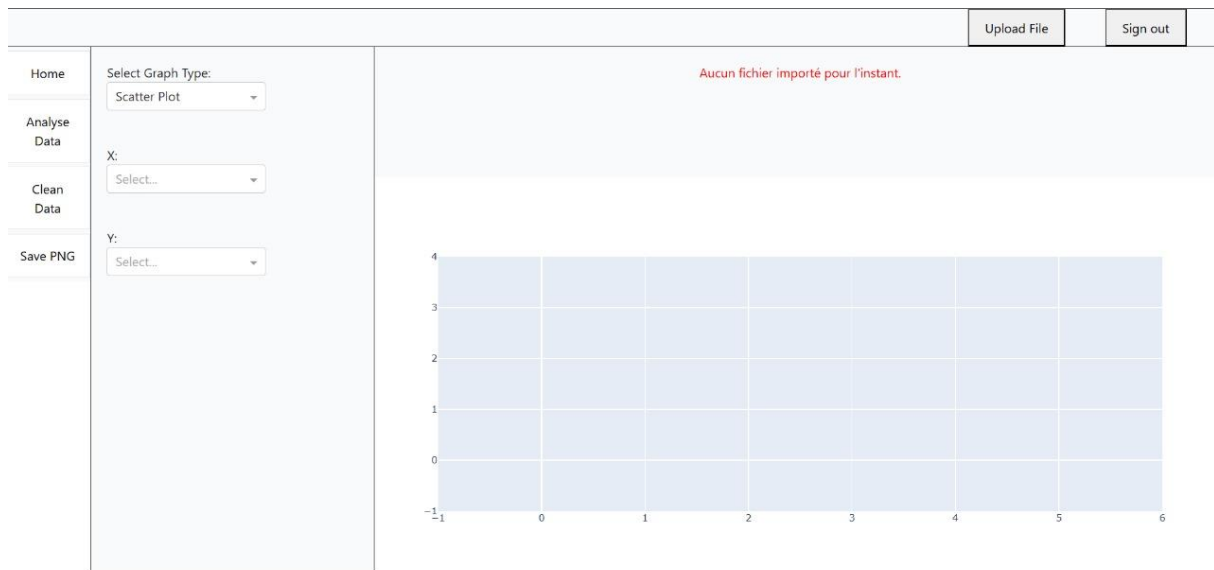 Upload File
Sign out
Home
Analyse
Data
Clean
Data
Save PNG
Select Graph Type:
Scatter Plot
X:
Select...
Y:
Select...
Aucun fichier importé pour l'instant.
4
3
2
1
0
−1
−1 0 1 2 3 4 5 6